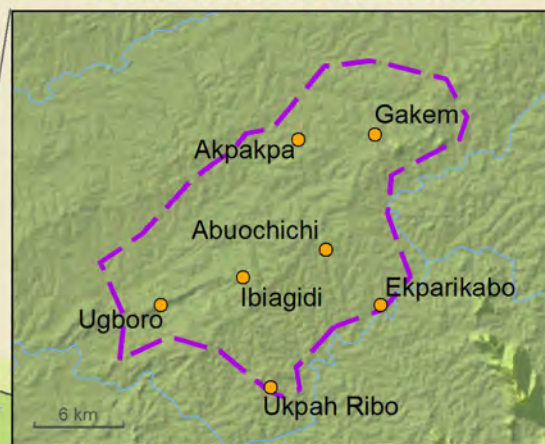 Gakem
Akpakpa
Abuochichi
Ibiagidi
Ekparikabo
Ugboro
Ukpah Ribo
6 km